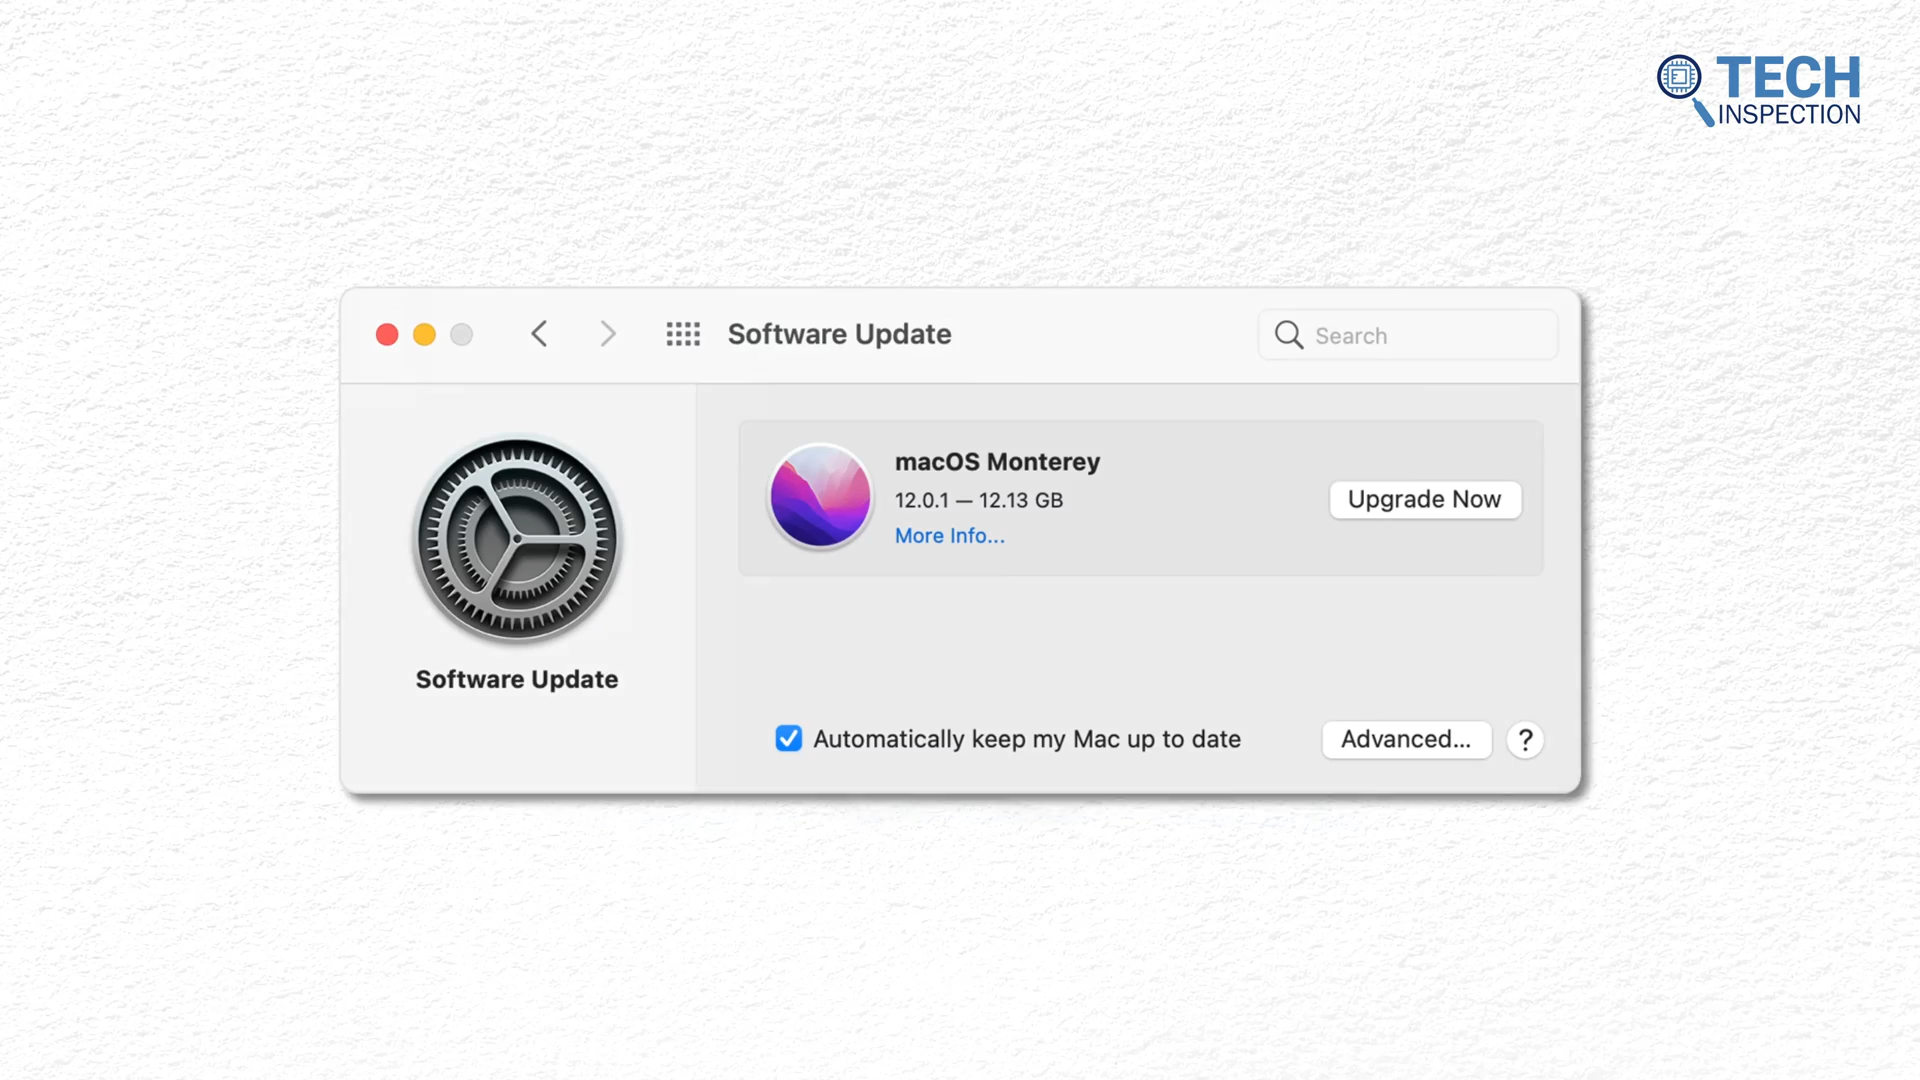 TECH
INSPECTION
Software Update
Search
macOS Monterey
12.0.1 — 12.13 GB
More Info...
Upgrade Now
Software Update
Automatically keep my Mac up to date
Advanced...
?